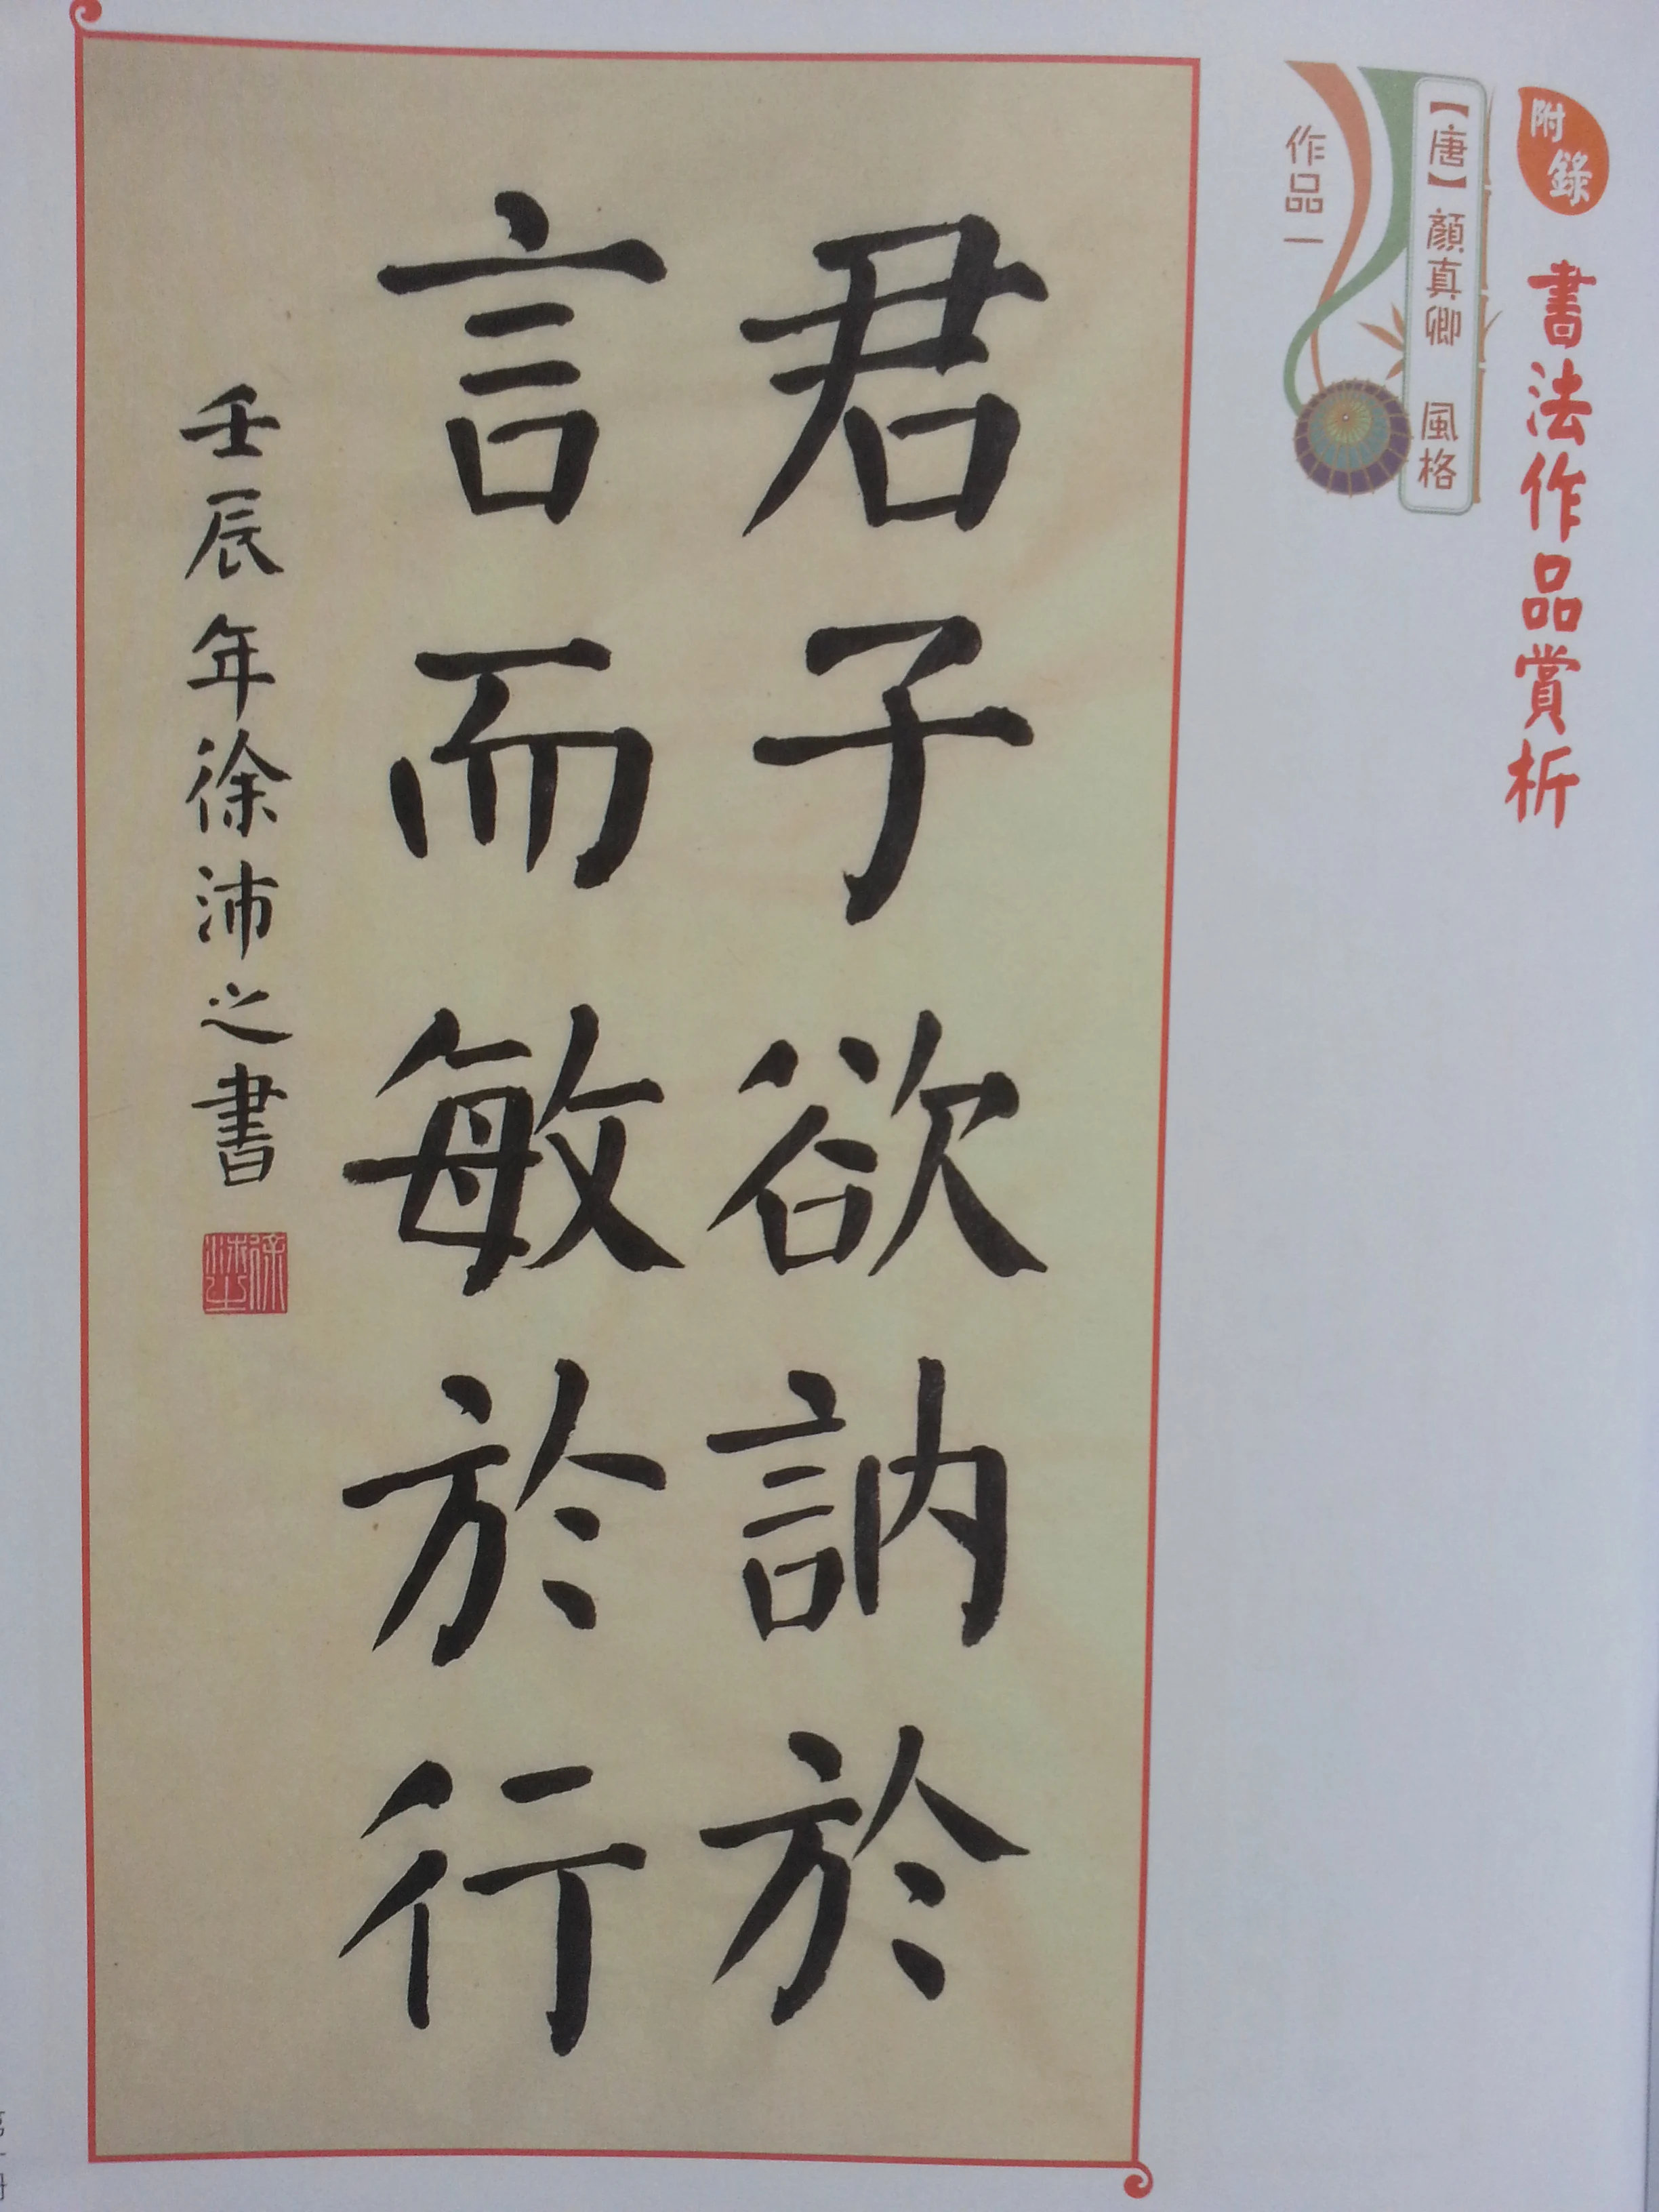 附錄
書法作品賞析
【唐】顏真卿 風格
作品一
君子欲訥於
言而敏於行
壬辰年徐沛之書